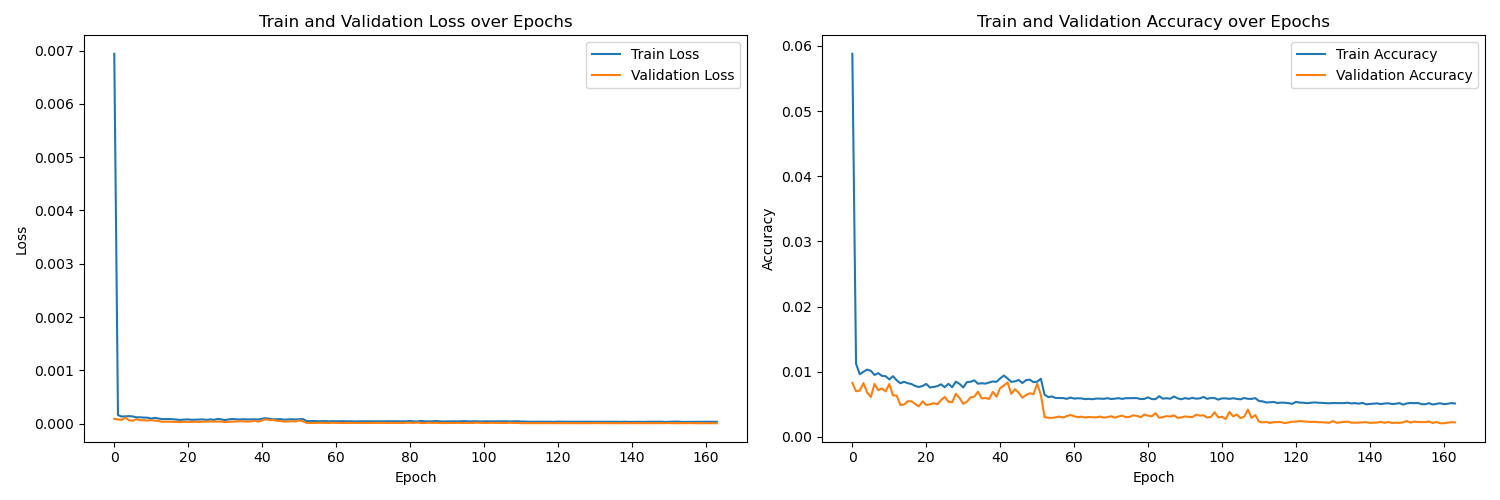 Train and Validation Loss over Epochs
Train Loss
Validation Loss
0.007
0.006
0.005
0.004
0.003
0.002
0.001
0.000
Loss
0 20 40 60 80 100 120 140 160
Epoch
Train and Validation Accuracy over Epochs
Train Accuracy
Validation Accuracy
0.06
0.05
0.04
0.03
0.02
0.01
0.00
Accuracy
0 20 40 60 80 100 120 140 160
Epoch